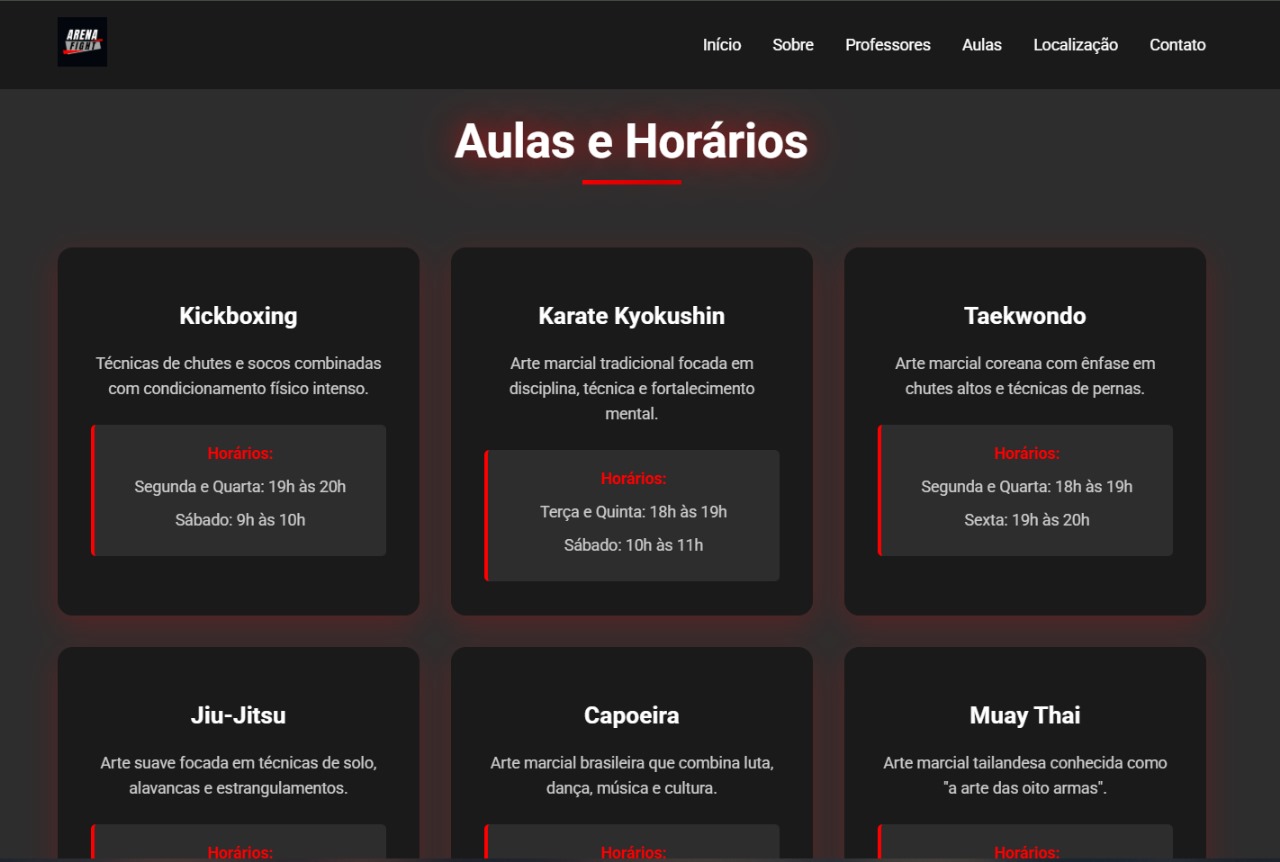 ARENA
FIGHT
Início Sobre Professores Aulas Localização Contato
Aulas e Horários
Kickboxing
Técnicas de chutes e socos combinadas
com condicionamento físico intenso.
Horários:
Segunda e Quarta: 19h às 20h
Sábado: 9h às 10h
Karate Kyokushin
Arte marcial tradicional focada em
disciplina, técnica e fortalecimento
mental.
Horários:
Terça e Quinta: 18h às 19h
Sábado: 10h às 11h
Taekwondo
Arte marcial coreana com ênfase em
chutes altos e técnicas de pernas.
Horários:
Segunda e Quarta: 18h às 19h
Sexta: 19h às 20h
Jiu-Jitsu
Arte suave focada em técnicas de solo,
alavancas e estrangulamentos.
Horários:
Capoeira
Arte marcial brasileira que combina luta,
dança, música e cultura.
Horários:
Muay Thai
Arte marcial tailandesa conhecida como
"a arte das oito armas".
Horários: